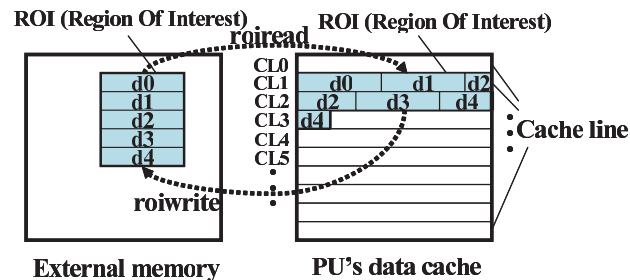 ROI (Region Of Interest)
ROI (Region Of Interest)
roiread
CL0
CL1
CL2
CL3
CL4
CL5
d0
d1
d2
d3
d4
d0 d1 d2
d2 d3 d4
d4
Cache line
roiwrite
External memory
PU's data cache